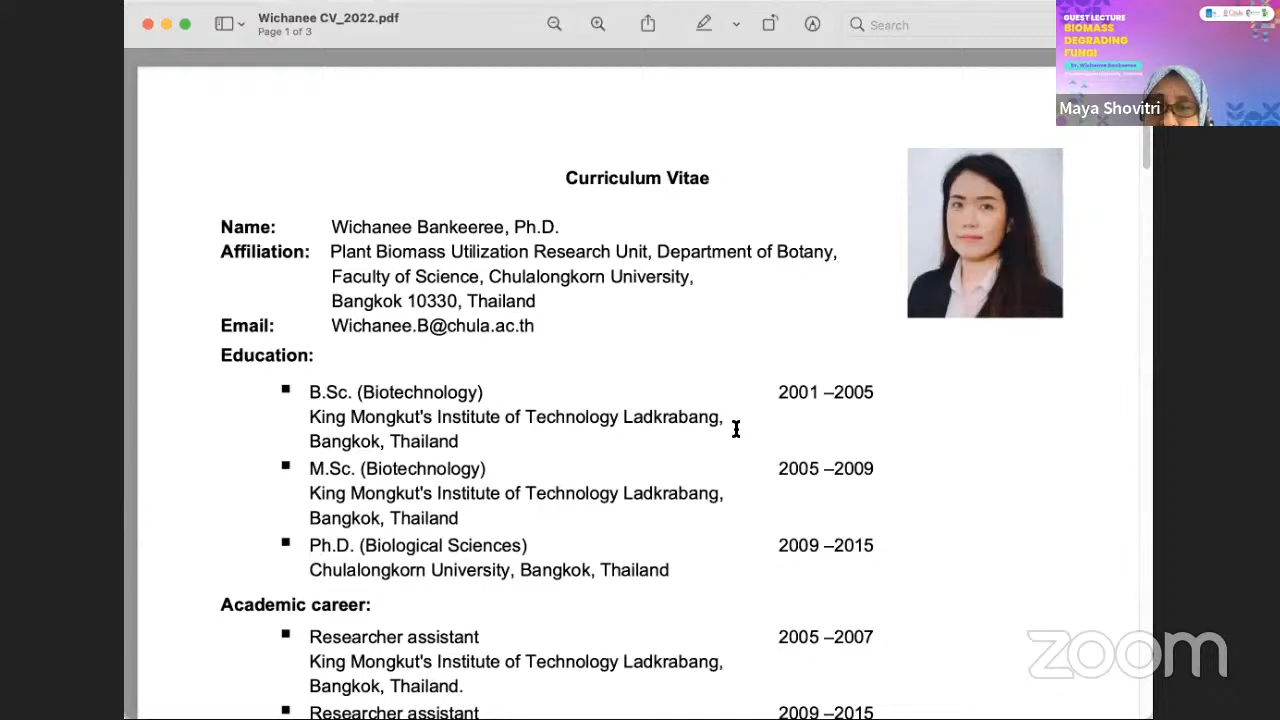 Wichanee CV_2022.pdf
Page 1 of 3
Search
GUEST LECTURE
BIOMASS
DEGRADING
FUNGI
Dr. Wichanee Bankeeree
Maya Shovitri
Curriculum Vitae
Name: Wichanee Bankeeree, Ph.D.
Affiliation: Plant Biomass Utilization Research Unit, Department of Botany,
Faculty of Science, Chulalongkorn University,
Bangkok 10330, Thailand
Email: Wichanee.B@chula.ac.th
Education:
B.Sc. (Biotechnology) 2001 –2005
King Mongkut's Institute of Technology Ladkrabang,
Bangkok, Thailand
M.Sc. (Biotechnology) 2005 –2009
King Mongkut's Institute of Technology Ladkrabang,
Bangkok, Thailand
Ph.D. (Biological Sciences) 2009 –2015
Chulalongkorn University, Bangkok, Thailand
Academic career:
Researcher assistant 2005 –2007
King Mongkut's Institute of Technology Ladkrabang,
Bangkok, Thailand.
Researcher assistant 2009 –2015
zoom